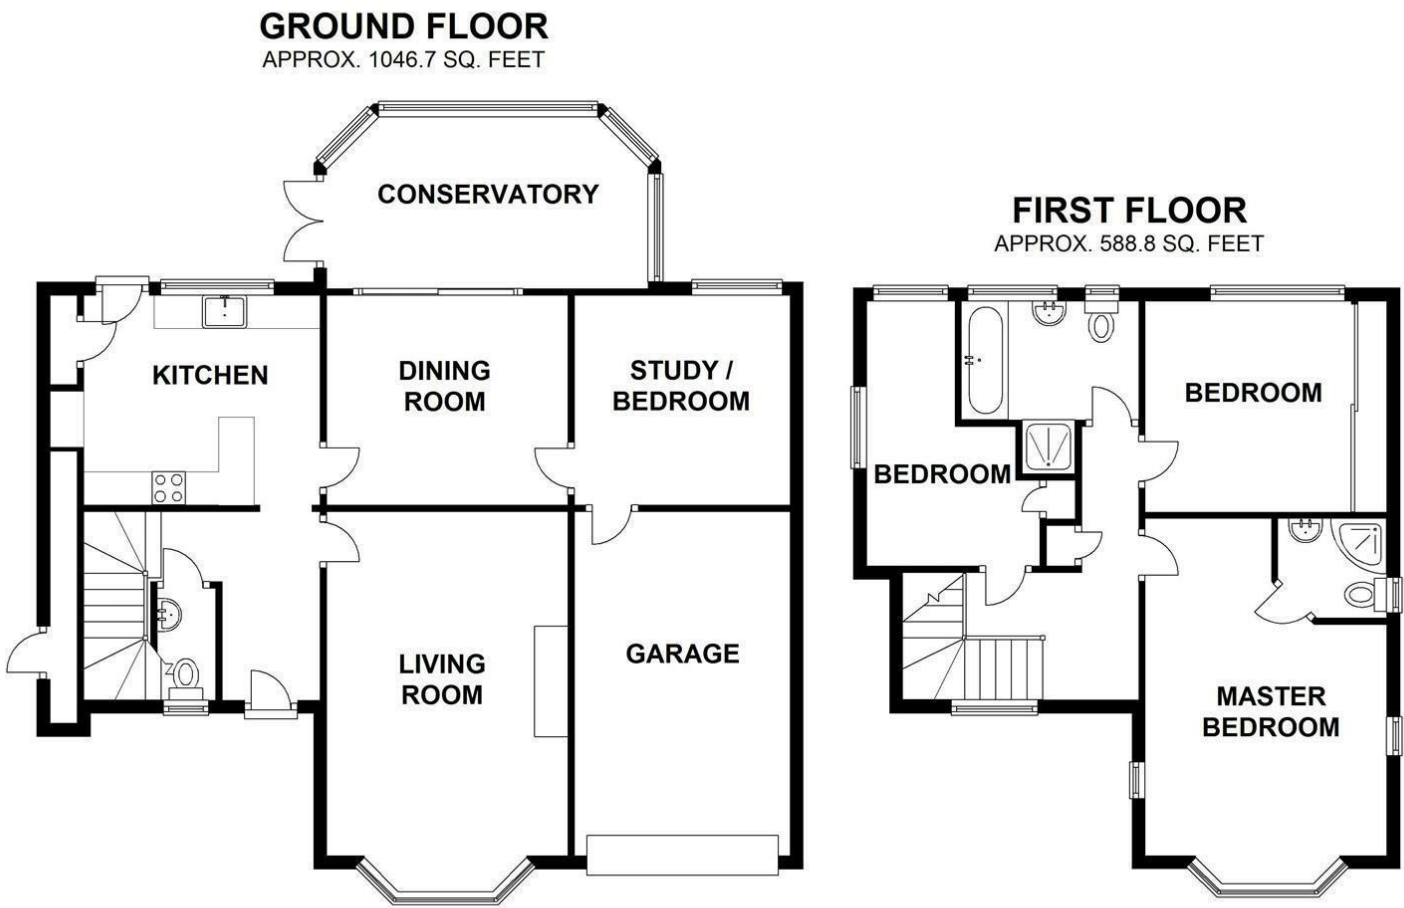 GROUND FLOOR
APPROX. 1046.7 SQ. FEET
CONSERVATORY
KITCHEN
DINING
ROOM
STUDY /
BEDROOM
LIVING
ROOM
GARAGE
FIRST FLOOR
APPROX. 588.8 SQ. FEET
BEDROOM
BEDROOM
MASTER
BEDROOM